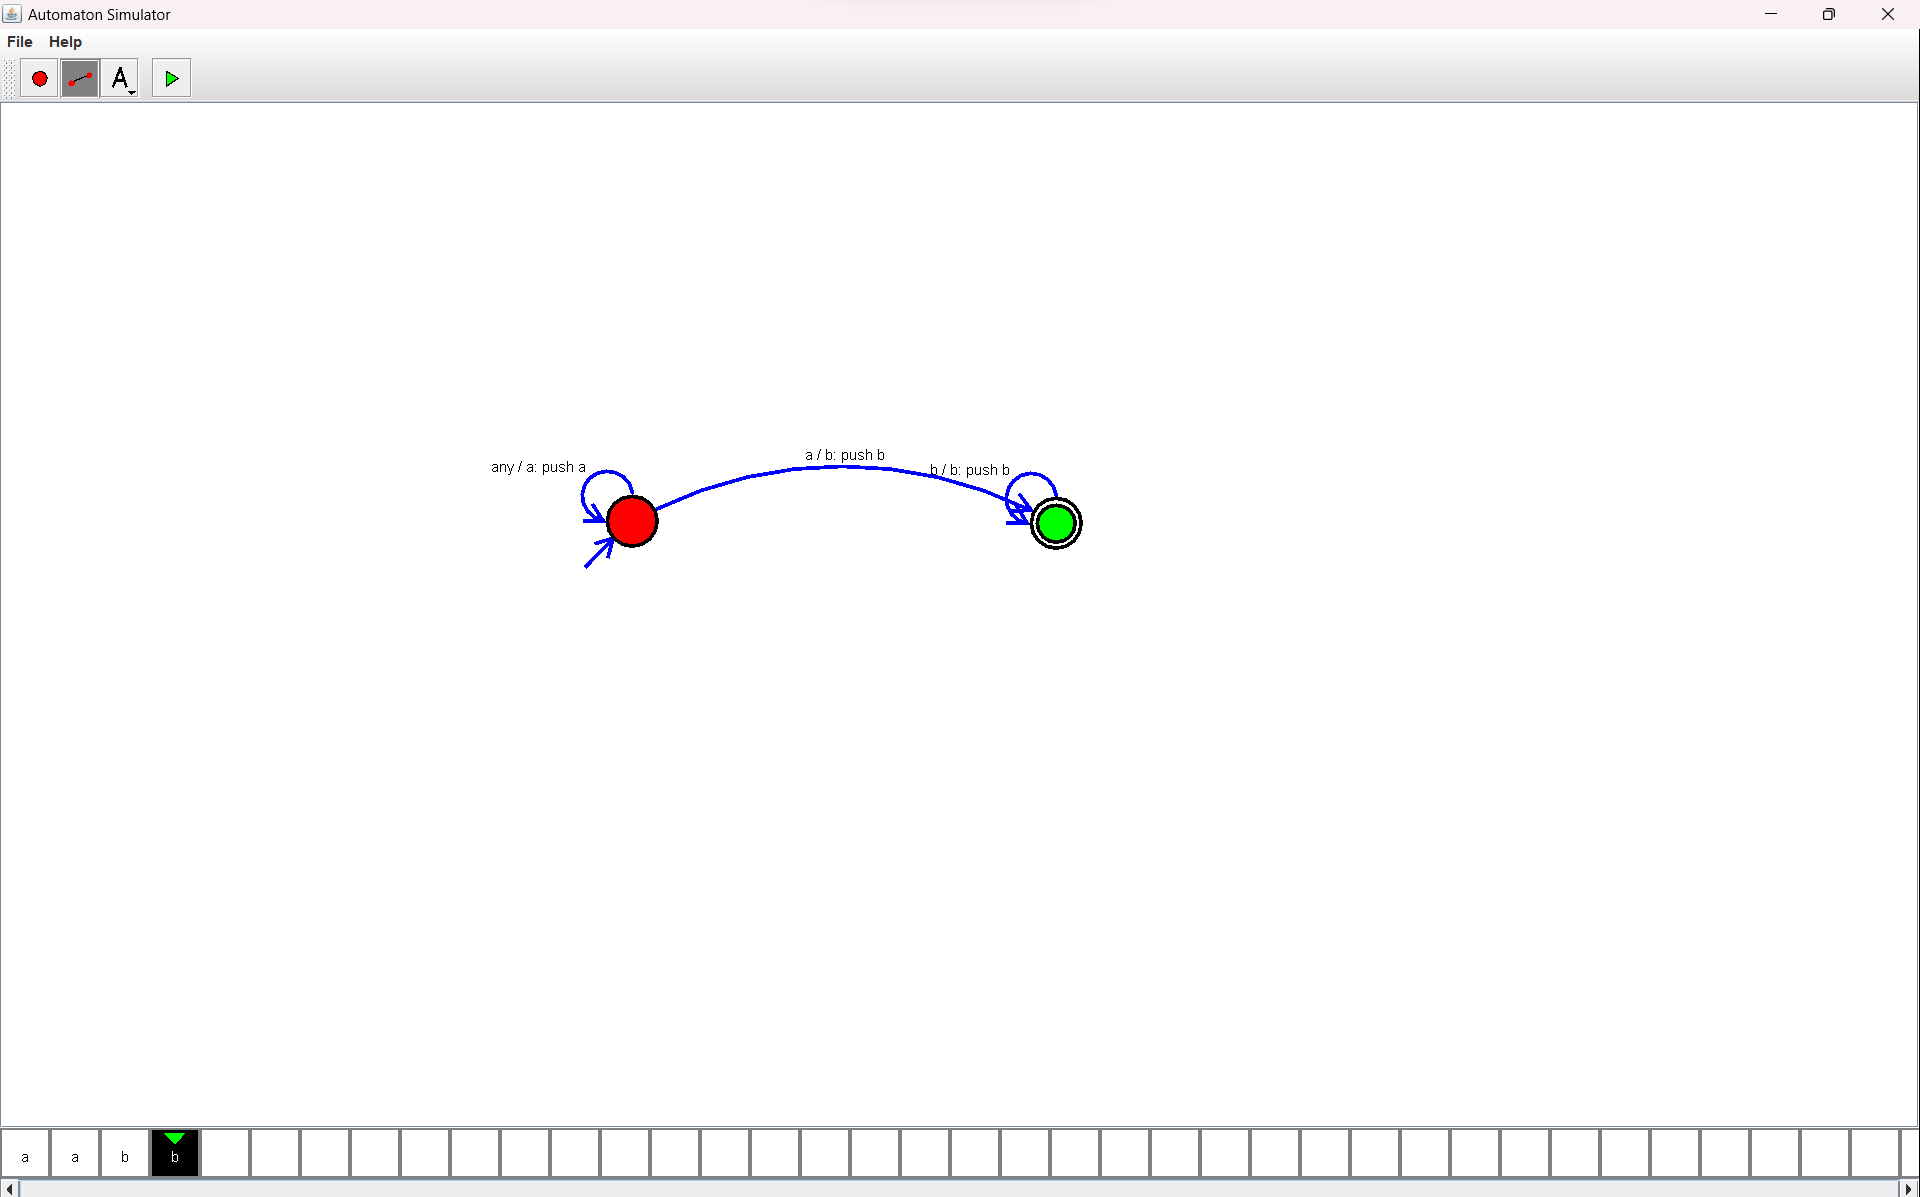 Automaton Simulator
File Help
A
any / a: push a
a / b: push b
b / b: push b
a a b b